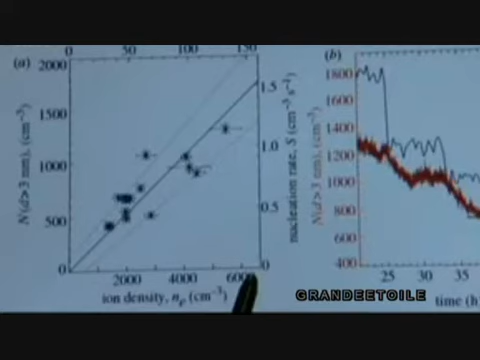 0 50 100 150
(a)
2000
1500
1000
500
0
N(d>3 nm), (cm⁻³)
2000 4000 6000
ion density, nₑ (cm⁻³)
1.5
1.0
0.5
0
nucleation rate, S (cm⁻³ s⁻¹)
(b)
1800
1600
1400
1200
1000
800
600
400
N(d>3 nm), (cm⁻³)
25 30 35
time (h)
GRANDEETOILE